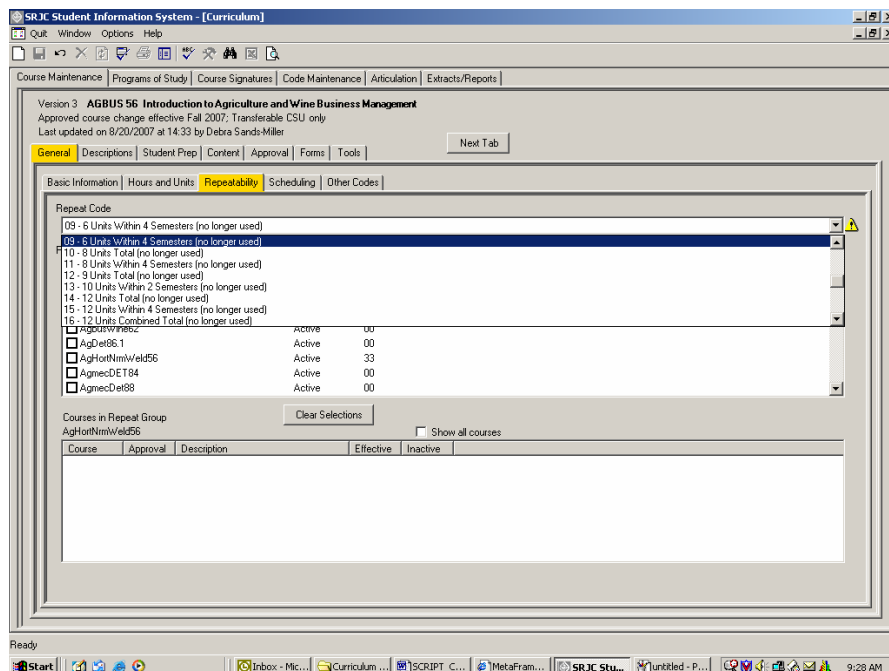 SRJC Student Information System - [Curriculum]
Quit Window Options Help
Course Maintenance Programs of Study Course Signatures Code Maintenance Articulation Extracts/Reports
Version 3 AGBUS 56 Introduction to Agriculture and Wine Business Management
Approved course change effective Fall 2007; Transferable CSU only
Last updated on 8/20/2007 at 14:33 by Debra Sands-Miller
Next Tab
General Descriptions Student Prep Content Approval Forms Tools
Basic Information Hours and Units Repeatability Scheduling Other Codes
Repeat Code
09 - 6 Units Within 4 Semesters (no longer used)
09 - 6 Units Within 4 Semesters (no longer used)
10 - 8 Units Total (no longer used)
11 - 8 Units Within 4 Semesters (no longer used)
12 - 9 Units Total (no longer used)
13 - 10 Units Within 2 Semesters (no longer used)
14 - 12 Units Total (no longer used)
15 - 12 Units Within 4 Semesters (no longer used)
16 - 12 Units Combined Total (no longer used)
AgbusWine62 Active 00
AgDet86.1 Active 00
AgHortNrmWeld56 Active 33
AgmecDET84 Active 00
AgmecDet88 Active 00
Courses in Repeat Group Clear Selections
AgHortNrmWeld56 Show all courses
Course Approval Description Effective Inactive
Ready
Start Inbox - Mic... Curriculum ... SCRIPT_C... MetaFram... SRJC Stu... untitled - P... 9:28 AM